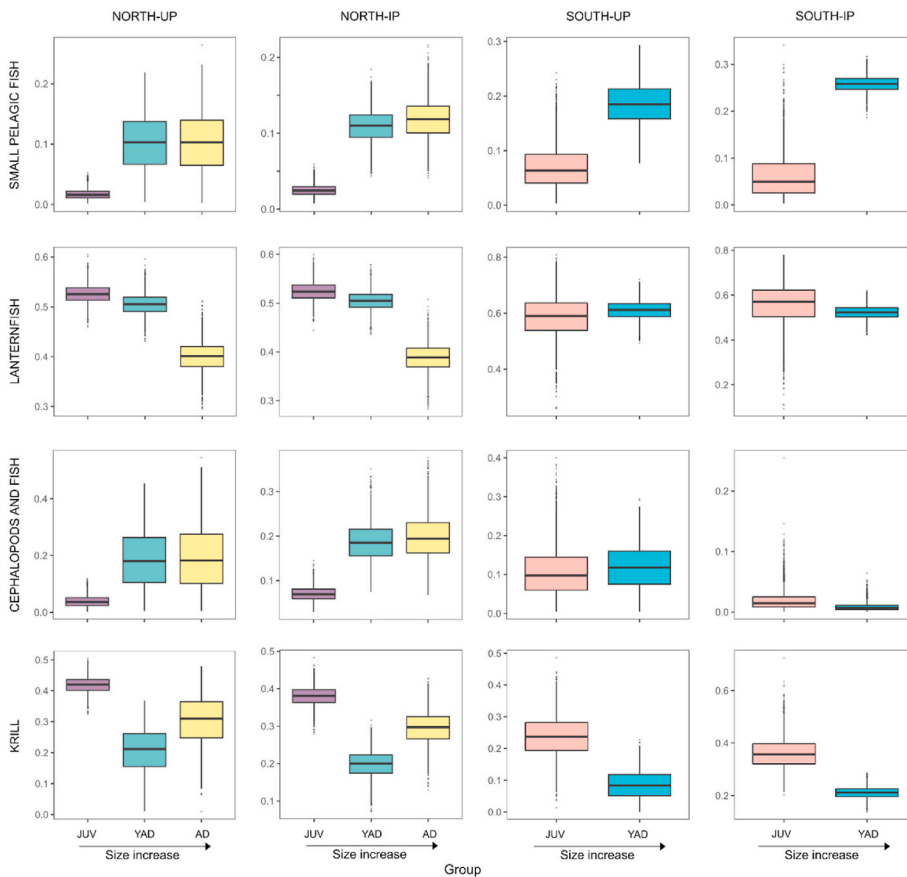 NORTH-UP NORTH-IP SOUTH-UP SOUTH-IP
SMALL PELAGIC FISH
0.2 0.1 0.0
0.2 0.1 0.0
0.3 0.2 0.1 0.0
0.3 0.2 0.1 0.0
LANTERNFISH
0.6 0.5 0.4 0.3
0.6 0.5 0.4 0.3
0.8 0.6 0.4
0.8 0.6 0.4 0.2
CEPHALOPODS AND FISH
0.4 0.2 0.0
0.3 0.2 0.1
0.4 0.3 0.2 0.1 0.0
0.2 0.1 0.0
KRILL
0.5 0.4 0.3 0.2 0.1 0.0
0.5 0.4 0.3 0.2 0.1
0.5 0.4 0.3 0.2 0.1 0.0
0.6 0.4 0.2
JUV YAD AD JUV YAD AD JUV YAD JUV YAD
Size increase Size increase Size increase Size increase
Group